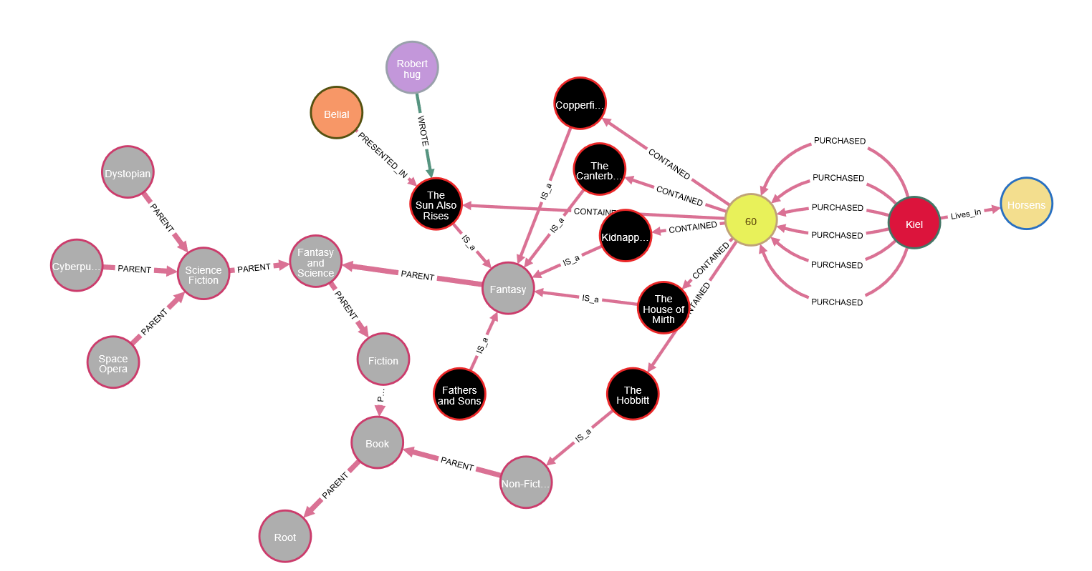 Robert
hug
Belial
PRESENTED_IN
WROTE
Copperfi...
The
Canterb...
Kidnapp...
The
Sun Also
Rises
CONTAINED
CONTAINED
CONTAINED
CONTAINED
CONTAINED
60
PURCHASED
PURCHASED
PURCHASED
PURCHASED
PURCHASED
PURCHASED
Kiel
Lives_in
Horsens
Dystopian
PARENT
Cyberpu...
PARENT
Science
Fiction
PARENT
Space
Opera
PARENT
Fantasy
and
Science
PARENT
Fantasy
IS_a
IS_a
IS_a
IS_a
IS_a
The
House of
Mirth
IS_a
PARENT
Fiction
P...
Fathers
and Sons
The
Hobbitt
IS_a
Book
PARENT
Non-Fict...
PARENT
Root